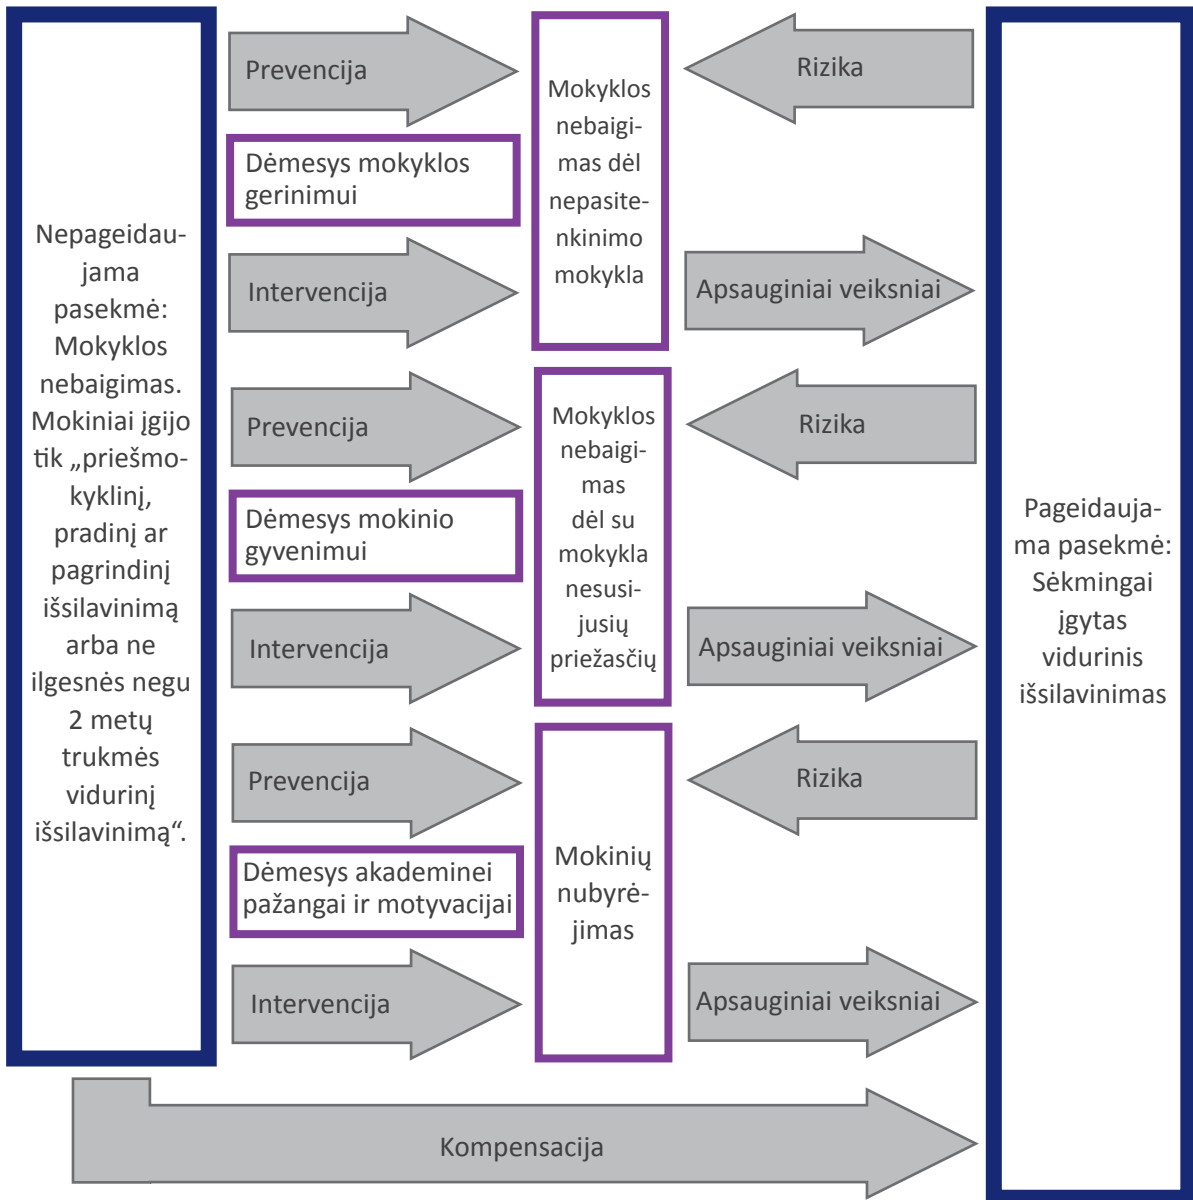 Nepageidau-
jama
pasekmė:
Mokyklos
nebaigimas.
Mokiniai įgijo
tik „priešmo-
kyklinį,
pradinį ar
pagrindinį
išsilavinimą
arba ne
ilgesnės negu
2 metų
trukmės
vidurinį
išsilavinimą“.
Prevencija
Dėmesys mokyklos
gerinimui
Intervencija
Mokyklos
nebaigi-
mas dėl
nepasite-
nkinimo
mokykla
Rizika
Apsauginiai veiksniai
Prevencija
Dėmesys mokinio
gyvenimui
Intervencija
Mokyklos
nebaigi-
mas
dėl su
mokykla
nesusi-
jusių
priežasčių
Rizika
Apsauginiai veiksniai
Prevencija
Dėmesys akademinei
pažangai ir motyvacijai
Intervencija
Mokinių
nubyrė-
jimas
Rizika
Apsauginiai veiksniai
Pageidauja-
ma pasekmė:
Sėkmingai
įgytas
vidurinis
išsilavinimas
Kompensacija